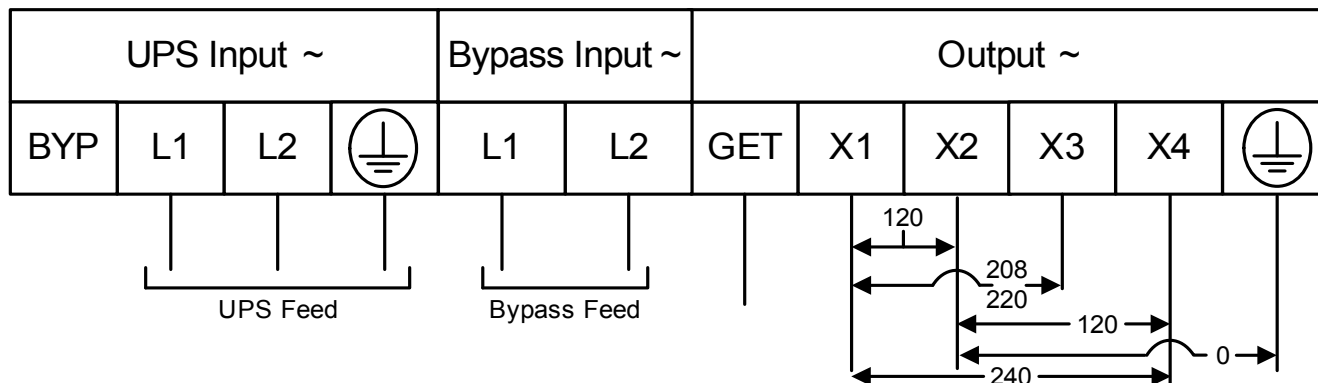 UPS Input ~
Bypass Input ~
Output ~
BYP
L1
L2
L1
L2
GET
X1
X2
X3
X4
120
208
220
UPS Feed
Bypass Feed
120
0
240